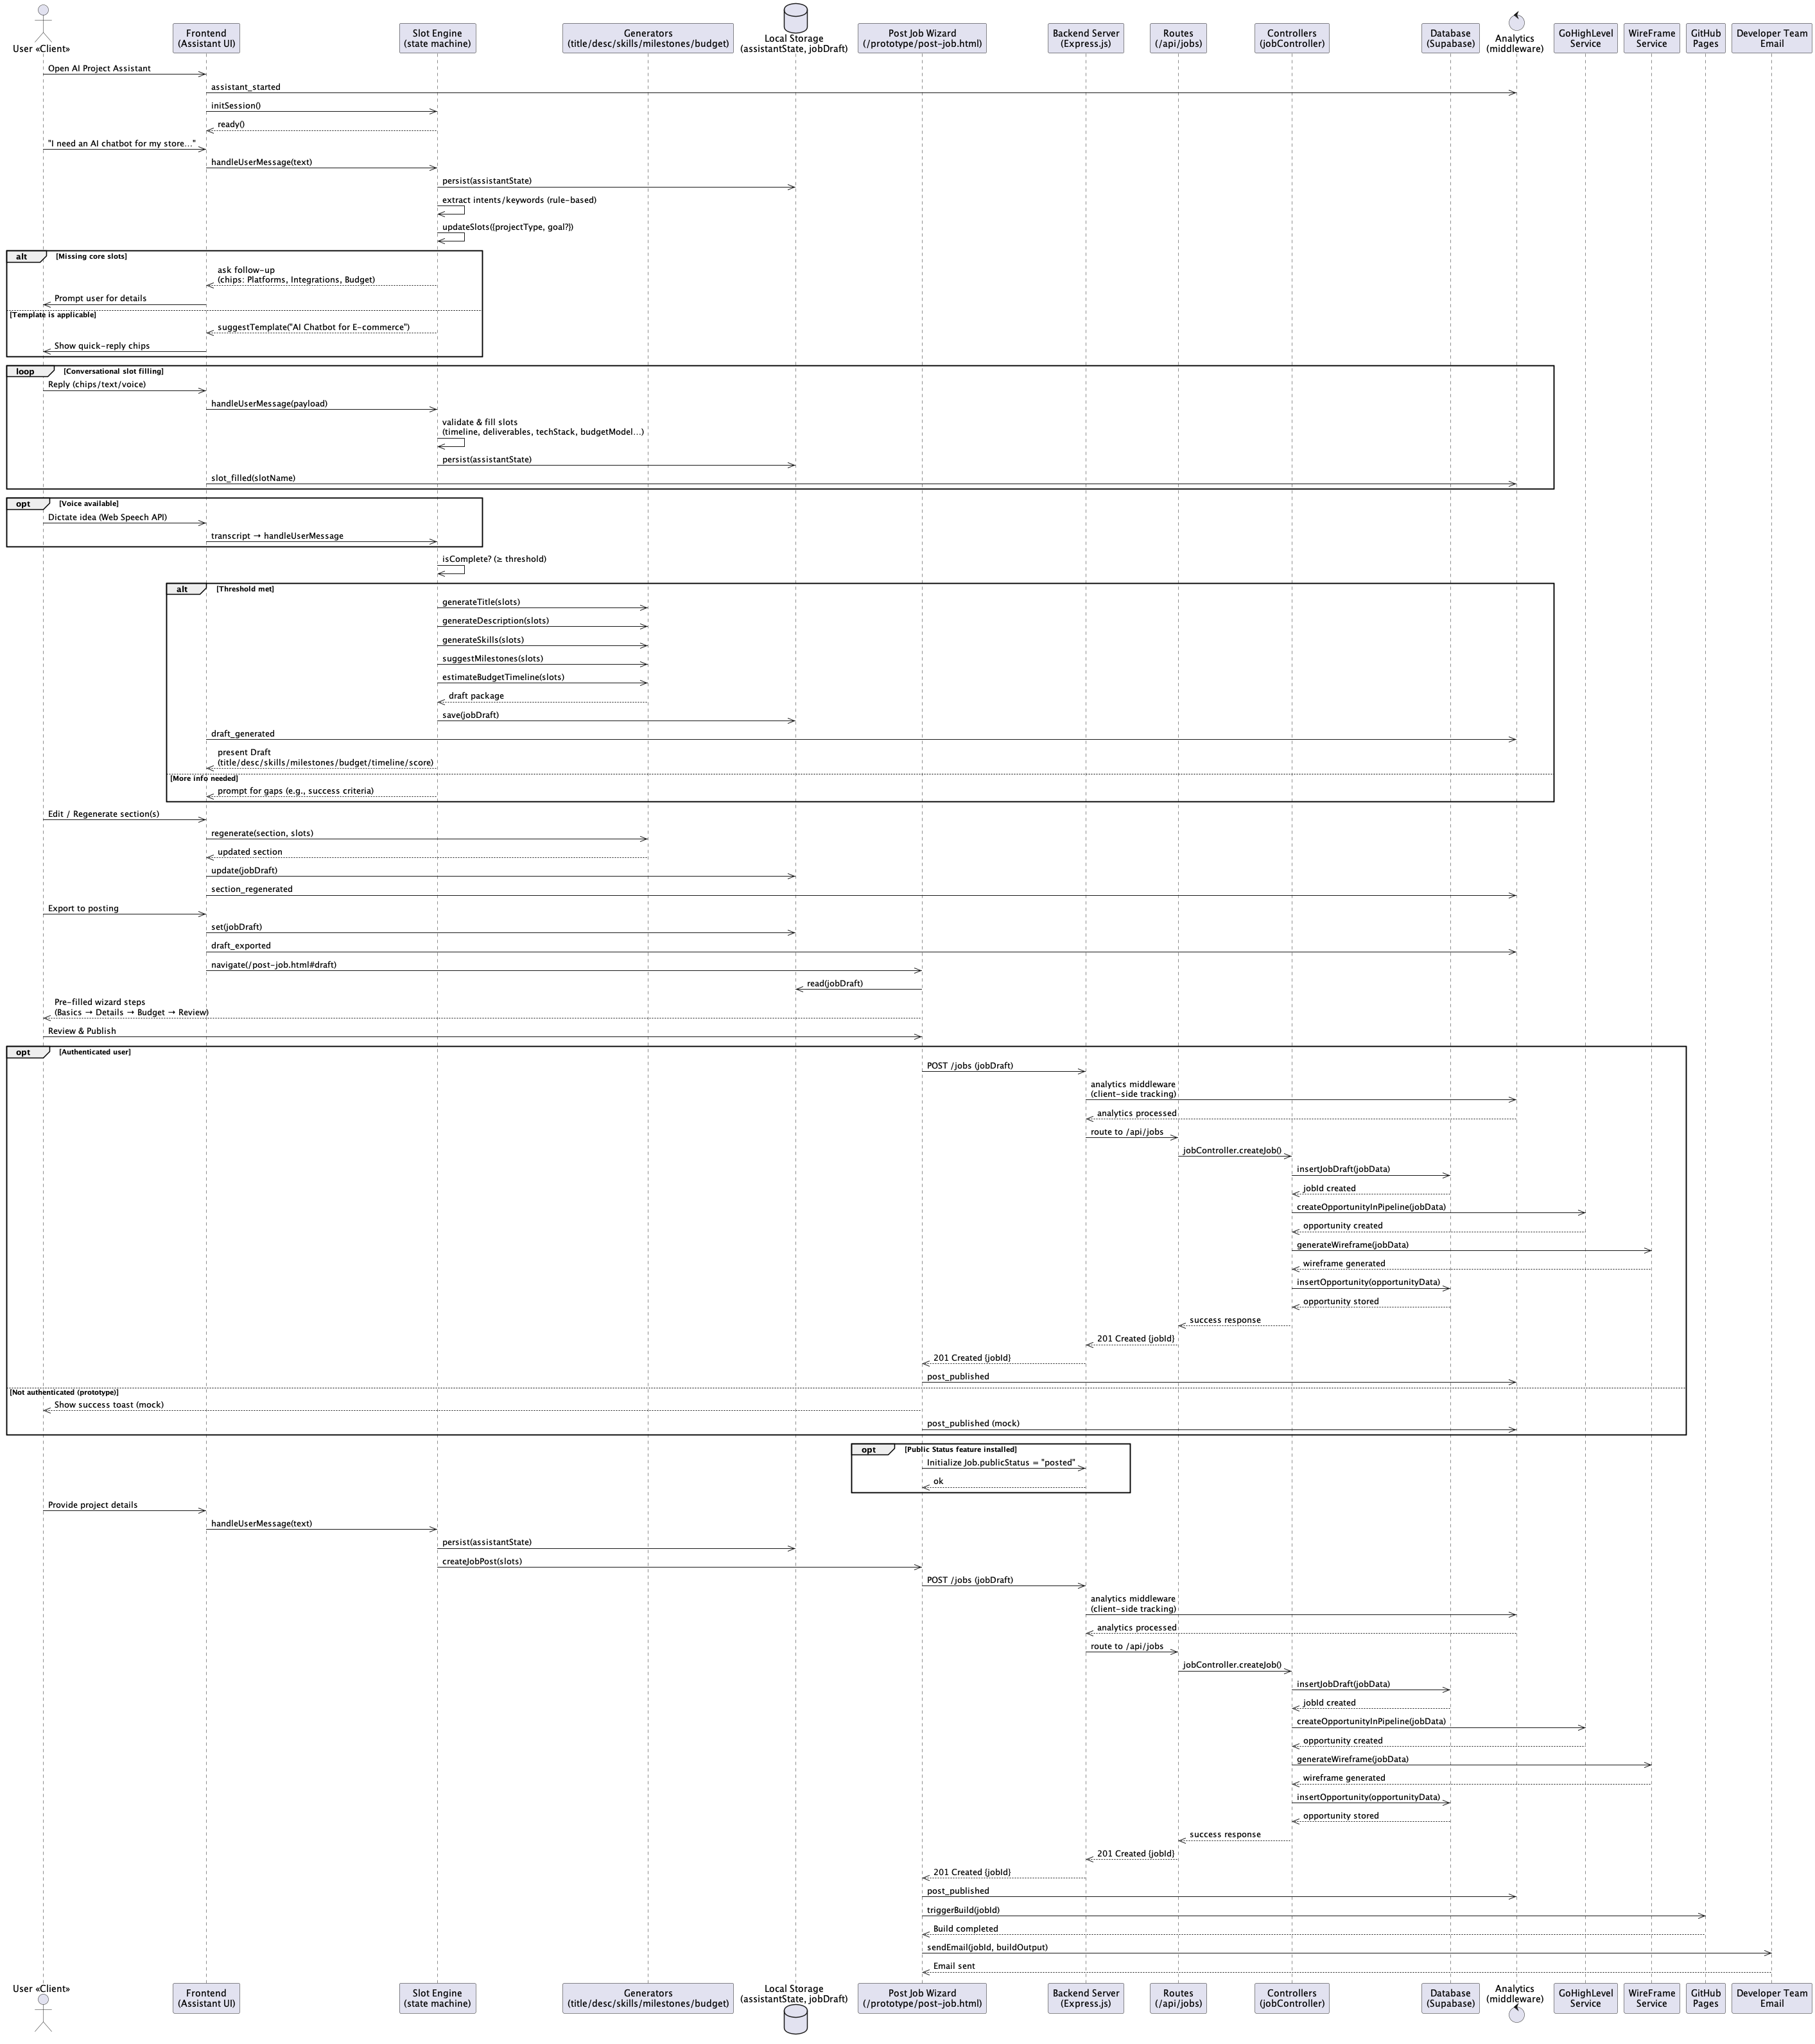 User «Client»
Frontend
(Assistant UI)
Slot Engine
(state machine)
Generators
(title/desc/skills/milestones/budget)
Local Storage
(assistantState, jobDraft)
Post Job Wizard
(/prototype/post-job.html)
Backend Server
(Express.js)
Routes
(/api/jobs)
Controllers
(jobController)
Database
(Supabase)
Analytics
(middleware)
GoHighLevel
Service
WireFrame
Service
GitHub
Pages
Developer Team
Email
Open AI Project Assistant
assistant_started
initSession()
ready()
"I need an AI chatbot for my store..."
handleUserMessage(text)
persist(assistantState)
extract intents/keywords (rule-based)
updateSlots({projectType, goal?})
alt [Missing core slots]
ask follow-up
(chips: Platforms, Integrations, Budget)
Prompt user for details
[Template is applicable]
suggestTemplate("AI Chatbot for E-commerce")
Show quick-reply chips
loop [Conversational slot filling]
Reply (chips/text/voice)
handleUserMessage(payload)
validate & fill slots
(timeline, deliverables, techStack, budgetModel...)
persist(assistantState)
slot_filled(slotName)
opt [Voice available]
Dictate idea (Web Speech API)
transcript → handleUserMessage
isComplete? (≥ threshold)
alt [Threshold met]
generateTitle(slots)
generateDescription(slots)
generateSkills(slots)
suggestMilestones(slots)
estimateBudgetTimeline(slots)
draft package
save(jobDraft)
draft_generated
present Draft
(title/desc/skills/milestones/budget/timeline/score)
[More info needed]
prompt for gaps (e.g., success criteria)
Edit / Regenerate section(s)
regenerate(section, slots)
updated section
update(jobDraft)
section_regenerated
Export to posting
set(jobDraft)
draft_exported
navigate(/post-job.html#draft)
read(jobDraft)
Pre-filled wizard steps
(Basics → Details → Budget → Review)
Review & Publish
opt [Authenticated user]
POST /jobs (jobDraft)
analytics middleware
(client-side tracking)
analytics processed
route to /api/jobs
jobController.createJob()
insertJobDraft(jobData)
jobId created
createOpportunityInPipeline(jobData)
opportunity created
generateWireframe(jobData)
wireframe generated
insertOpportunity(opportunityData)
opportunity stored
success response
201 Created {jobId}
201 Created {jobId}
post_published
[Not authenticated (prototype)]
Show success toast (mock)
post_published (mock)
opt [Public Status feature installed]
Initialize Job.publicStatus = "posted"
ok
Provide project details
handleUserMessage(text)
persist(assistantState)
createJobPost(slots)
POST /jobs (jobDraft)
analytics middleware
(client-side tracking)
analytics processed
route to /api/jobs
jobController.createJob()
insertJobDraft(jobData)
jobId created
createOpportunityInPipeline(jobData)
opportunity created
generateWireframe(jobData)
wireframe generated
insertOpportunity(opportunityData)
opportunity stored
success response
201 Created {jobId}
201 Created {jobId}
post_published
triggerBuild(jobId)
Build completed
sendEmail(jobId, buildOutput)
Email sent
User «Client»
Frontend
(Assistant UI)
Slot Engine
(state machine)
Generators
(title/desc/skills/milestones/budget)
Local Storage
(assistantState, jobDraft)
Post Job Wizard
(/prototype/post-job.html)
Backend Server
(Express.js)
Routes
(/api/jobs)
Controllers
(jobController)
Database
(Supabase)
Analytics
(middleware)
GoHighLevel
Service
WireFrame
Service
GitHub
Pages
Developer Team
Email